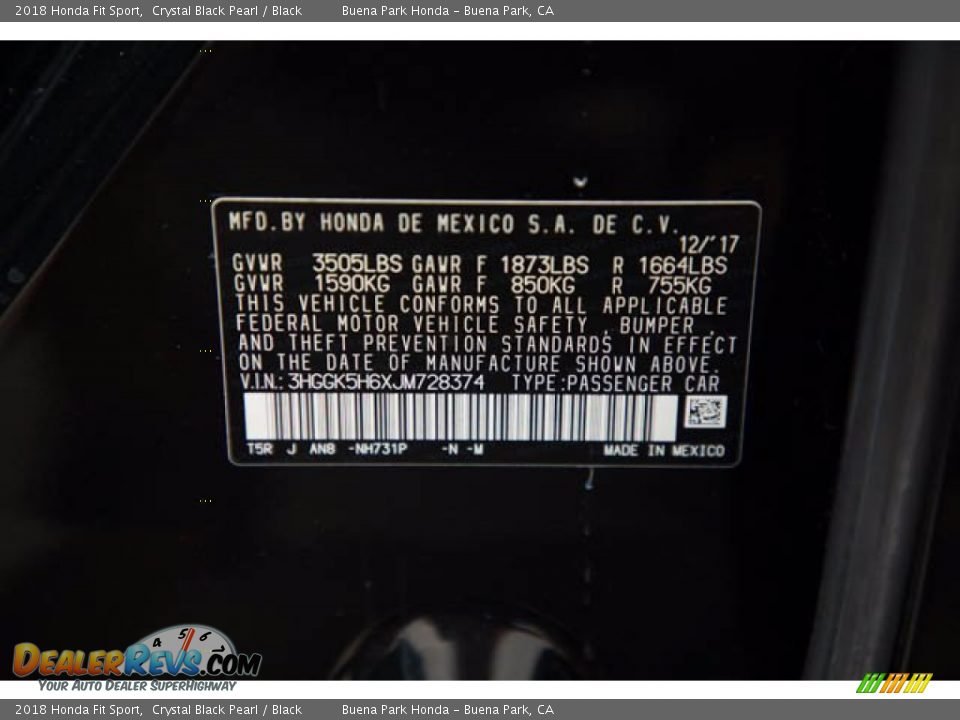 2018 Honda Fit Sport,  Crystal Black Pearl / Black          Buena Park Honda - Buena Park, CA
MFD.BY HONDA DE MEXICO S.A. DE C.V.
12/'17
GVWR 3505LBS GAWR F 1873LBS R 1664LBS
GVWR 1590KG GAWR F 850KG R 755KG
THIS VEHICLE CONFORMS TO ALL APPLICABLE
FEDERAL MOTOR VEHICLE SAFETY , BUMPER ,
AND THEFT PREVENTION STANDARDS IN EFFECT
ON THE DATE OF MANUFACTURE SHOWN ABOVE.
V.I.N.: 3HGGK5H6XJM728374 TYPE:PASSENGER CAR
T5R J ANB -NH731P -N -M MADE IN MEXICO
4 5 6
DEALERREVS.COM
YOUR AUTO DEALER SUPERHIGHWAY
2018 Honda Fit Sport,  Crystal Black Pearl / Black          Buena Park Honda - Buena Park, CA